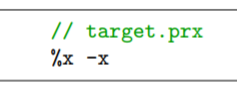 // target.prx
%x -x